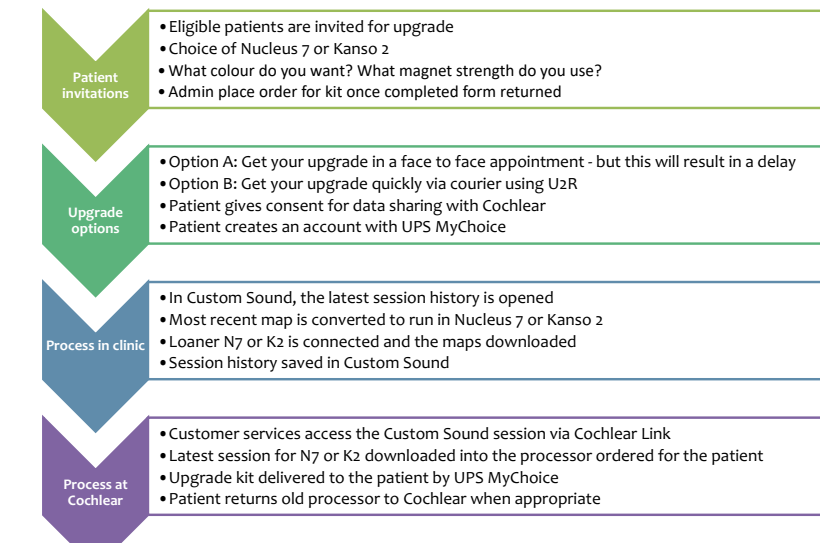 Patient
invitations
•Eligible patients are invited for upgrade
•Choice of Nucleus 7 or Kanso 2
•What colour do you want? What magnet strength do you use?
•Admin place order for kit once completed form returned
Upgrade
options
•Option A: Get your upgrade in a face to face appointment - but this will result in a delay
•Option B: Get your upgrade quickly via courier using U2R
•Patient gives consent for data sharing with Cochlear
•Patient creates an account with UPS MyChoice
Process in clinic
•In Custom Sound, the latest session history is opened
•Most recent map is converted to run in Nucleus 7 or Kanso 2
•Loaner N7 or K2 is connected and the maps downloaded
•Session history saved in Custom Sound
Process at
Cochlear
•Customer services access the Custom Sound session via Cochlear Link
•Latest session for N7 or K2 downloaded into the processor ordered for the patient
•Upgrade kit delivered to the patient by UPS MyChoice
•Patient returns old processor to Cochlear when appropriate